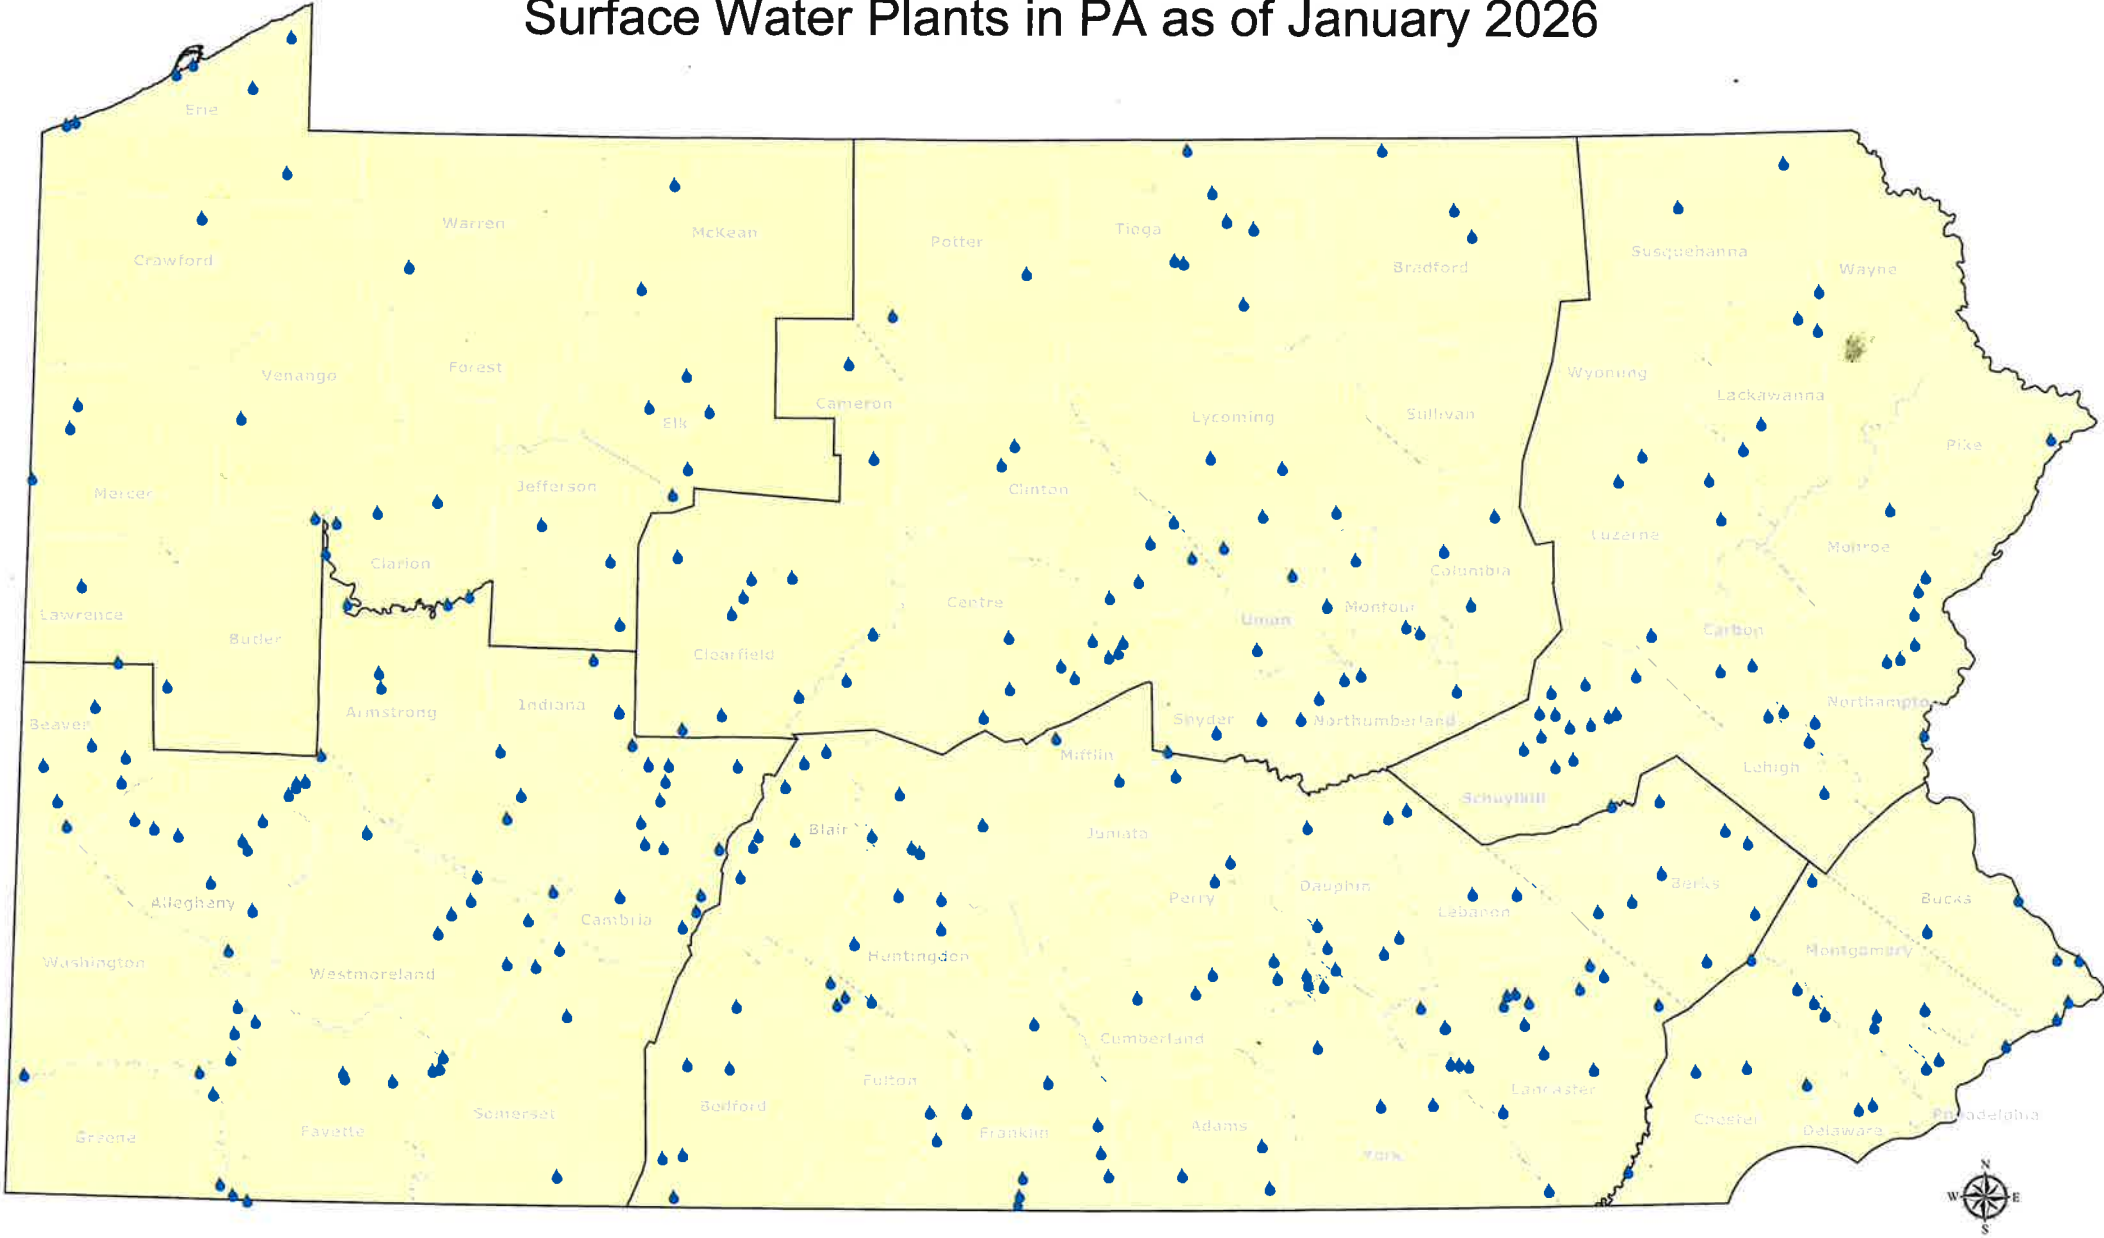 Surface Water Plants in PA as of January 2026
Erie
Warren
McKean
Potter
Tioga
Bradford
Susquehanna
Wayne
Crawford
Venango
Forest
Elk
Cameron
Lycoming
Sullivan
Wyoming
Lackawanna
Pike
Mercer
Jefferson
Clinton
Luzerne
Monroe
Clarion
Centre
Columbia
Lawrence
Butler
Clearfield
Union
Montour
Carbon
Beaver
Armstrong
Indiana
Snyder
Northumberland
Northampton
Mifflin
Lehigh
Schuylkill
Blair
Juniata
Allegheny
Cambria
Perry
Dauphin
Lebanon
Berks
Bucks
Washington
Westmoreland
Huntingdon
Montgomery
Cumberland
Fulton
Bedford
Lancaster
Somerset
Greene
Fayette
Franklin
Adams
York
Chester
Delaware
Philadelphia
N
W E
S